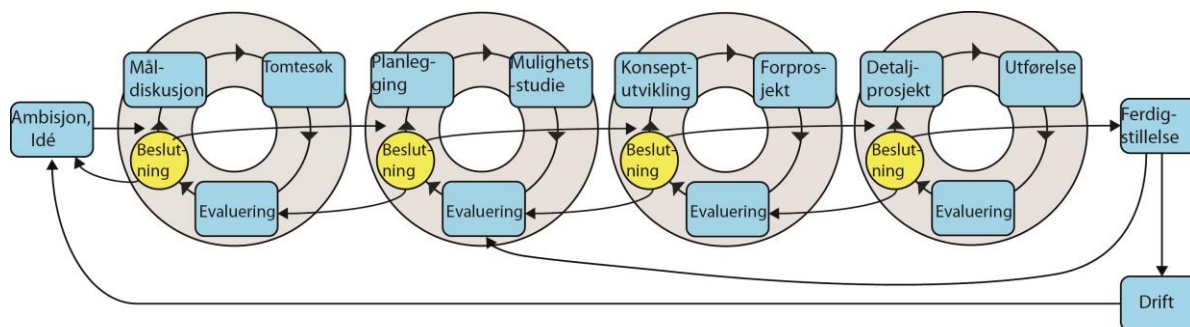 Ambisjon,
Idé
Mål-
diskusjon
Tomtesøk
Beslut-
ning
Evaluering
Planleg-
ging
Mulighets
-studie
Beslut-
ning
Evaluering
Konsept-
utvikling
Forpros-
jekt
Beslut-
ning
Evaluering
Detalj-
prosjekt
Utførelse
Beslut-
ning
Evaluering
Ferdig-
stillelse
Drift